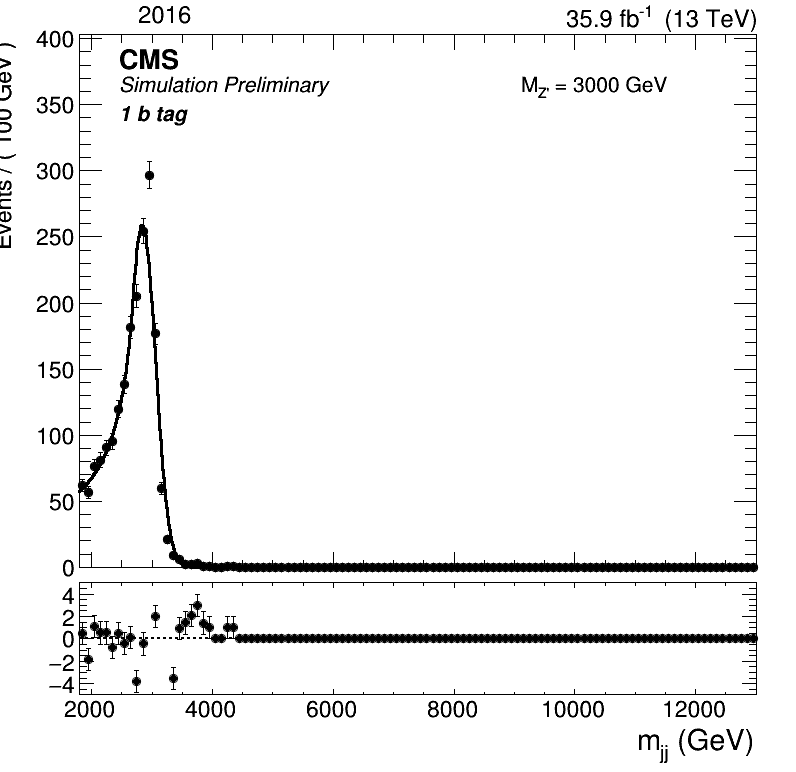 2016 35.9 fb⁻¹ (13 TeV)
CMS
Simulation Preliminary
M_Z' = 3000 GeV
1 b tag
Events / ( 100 GeV )
400
350
300
250
200
150
100
50
0
4
2
0
−2
−4
2000 4000 6000 8000 10000 12000
m_jj (GeV)